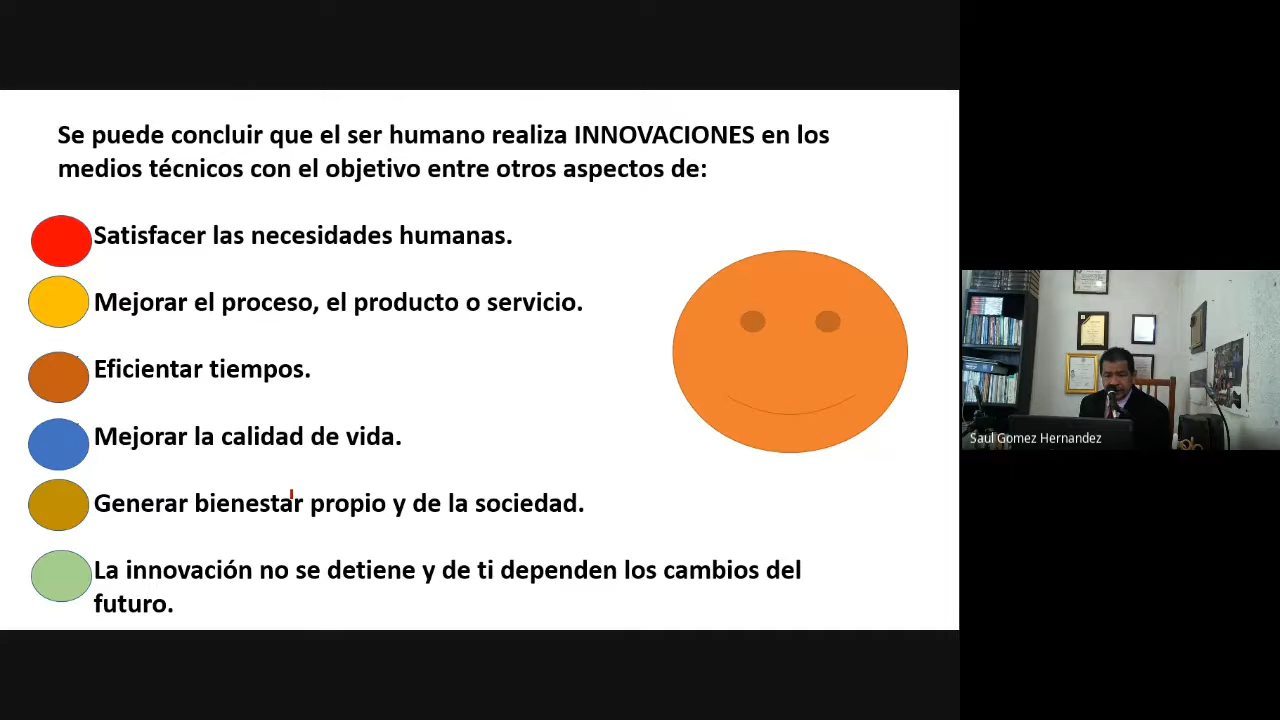 Se puede concluir que el ser humano realiza INNOVACIONES en los
medios técnicos con el objetivo entre otros aspectos de:
Satisfacer las necesidades humanas.
Mejorar el proceso, el producto o servicio.
Eficientar tiempos.
Mejorar la calidad de vida.
Generar bienestar propio y de la sociedad.
La innovación no se detiene y de ti dependen los cambios del
futuro.
Saul Gomez Hernandez